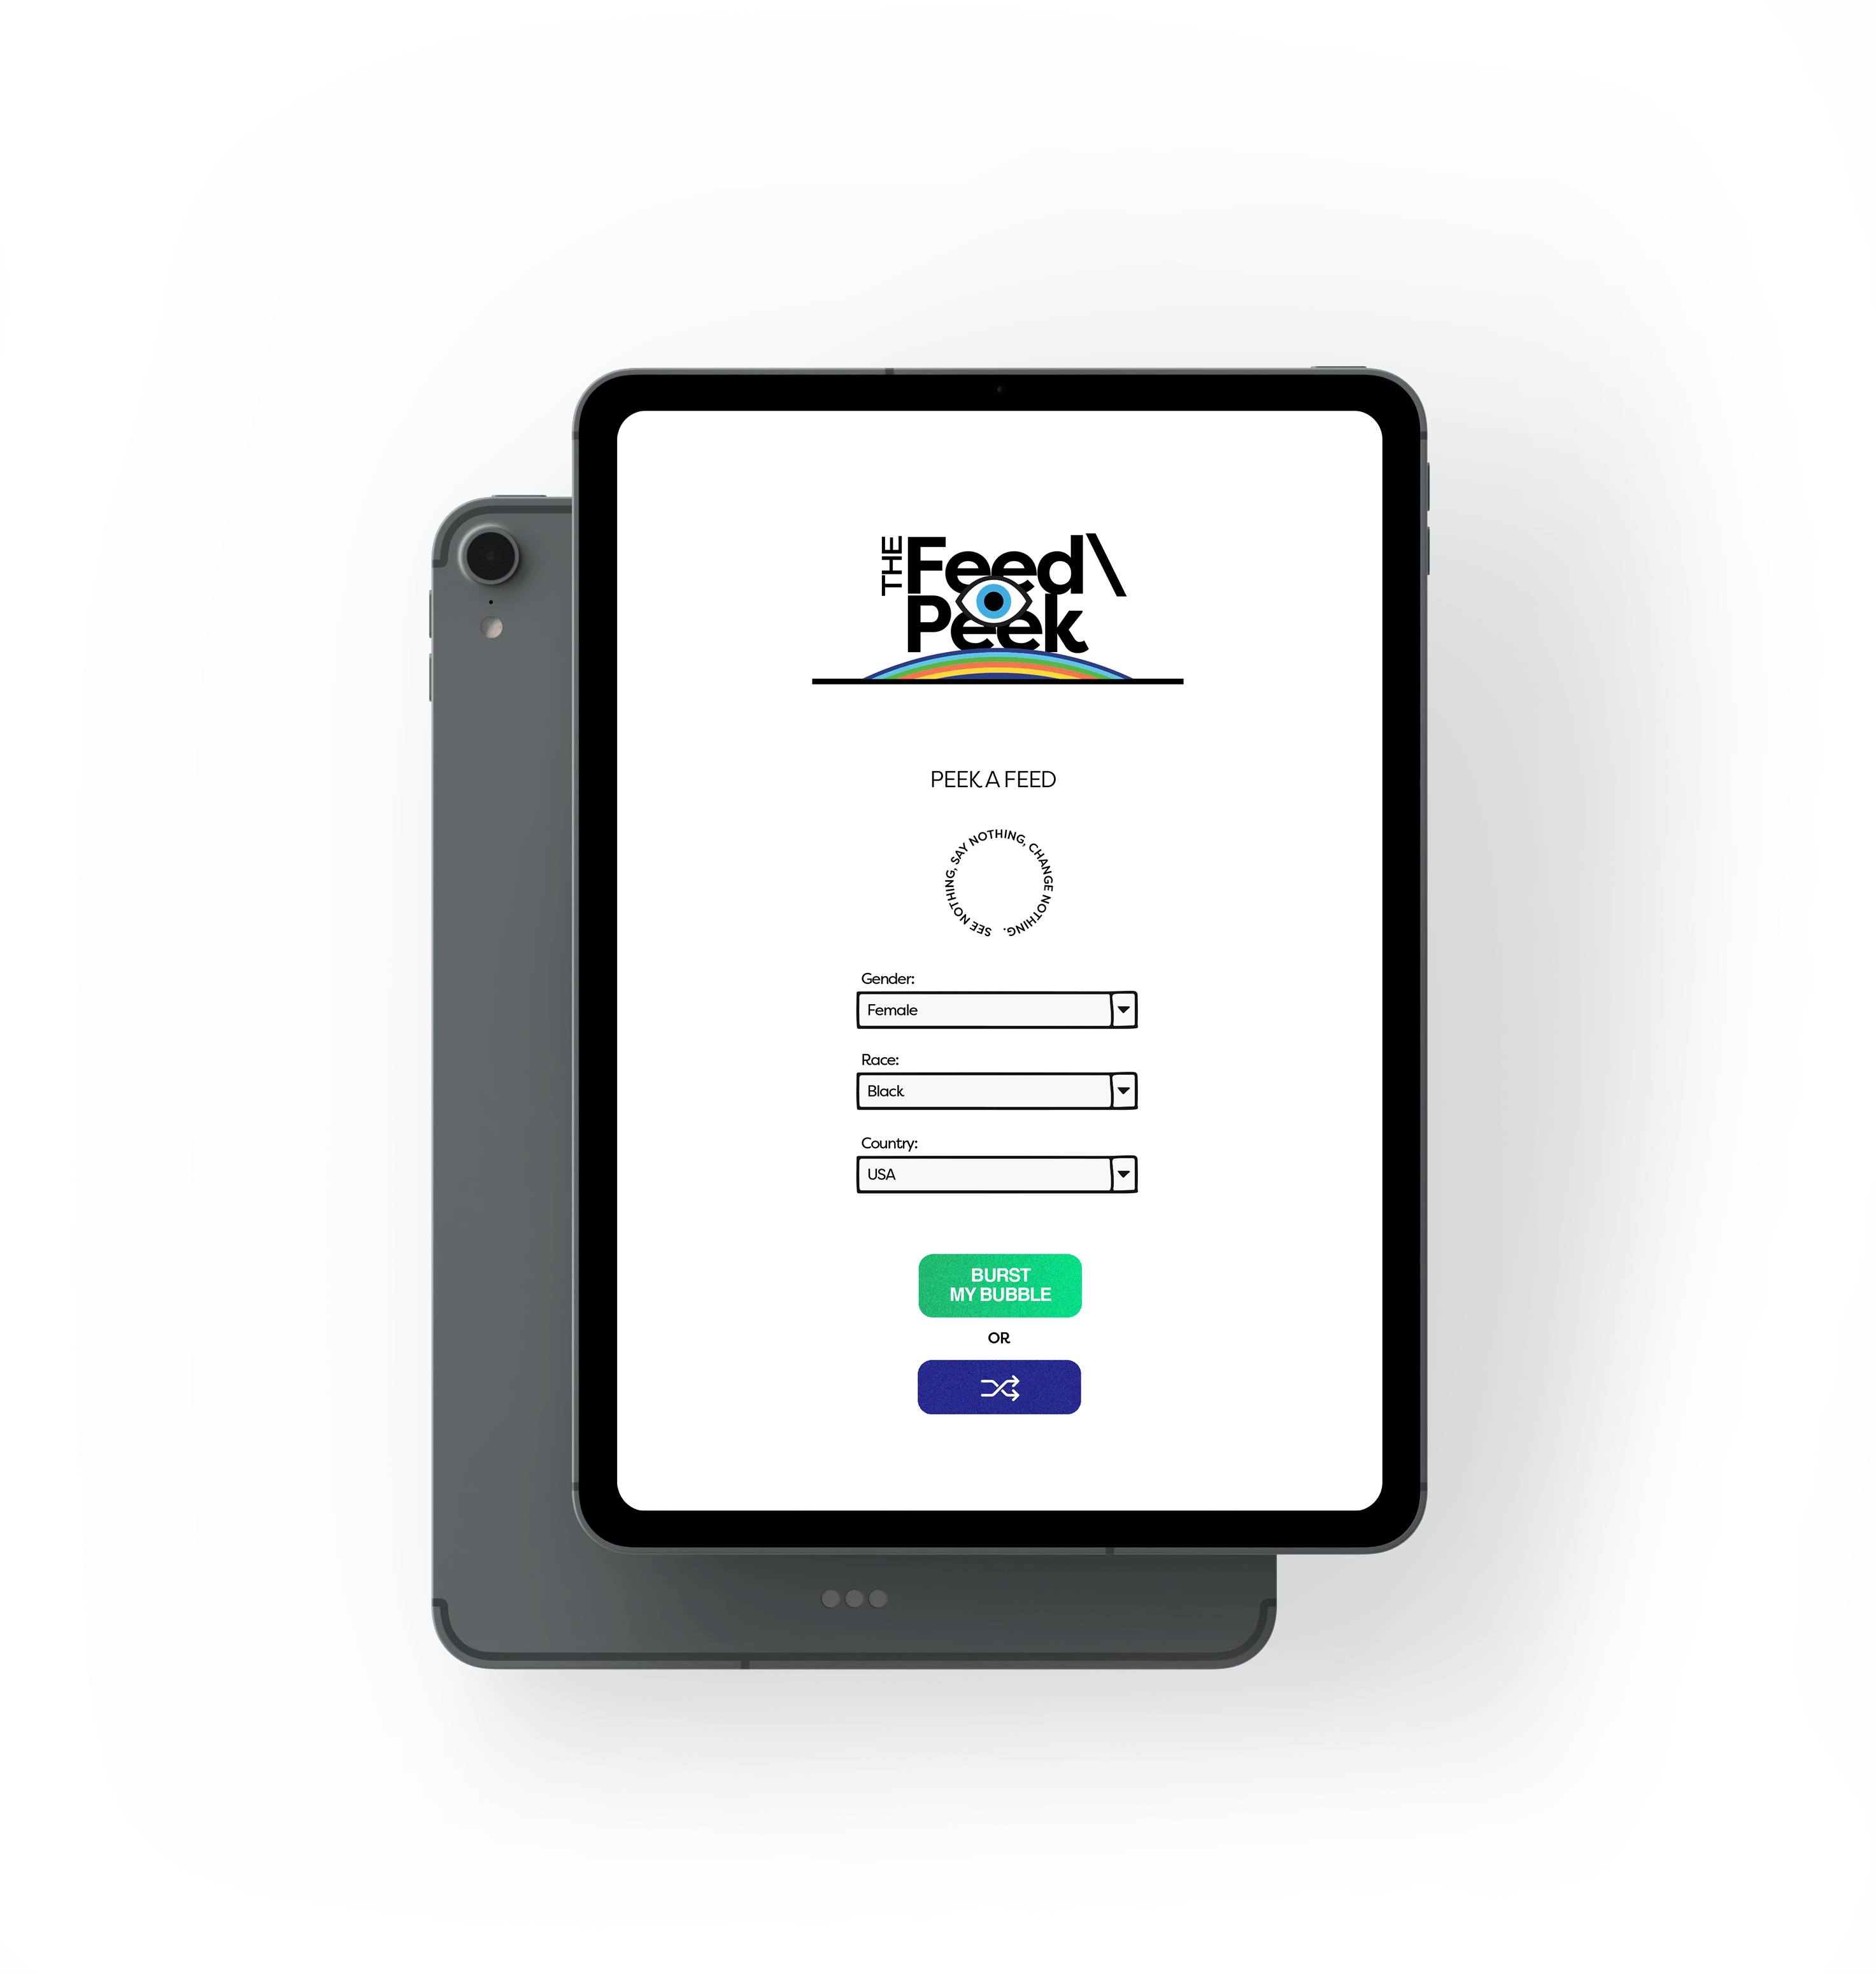 THE
Feed\
Peek
PEEK A FEED
SEE NOTHING, SAY NOTHING, CHANGE NOTHING.
Gender:
Female
Race:
Black
Country:
USA
BURST
MY BUBBLE
OR